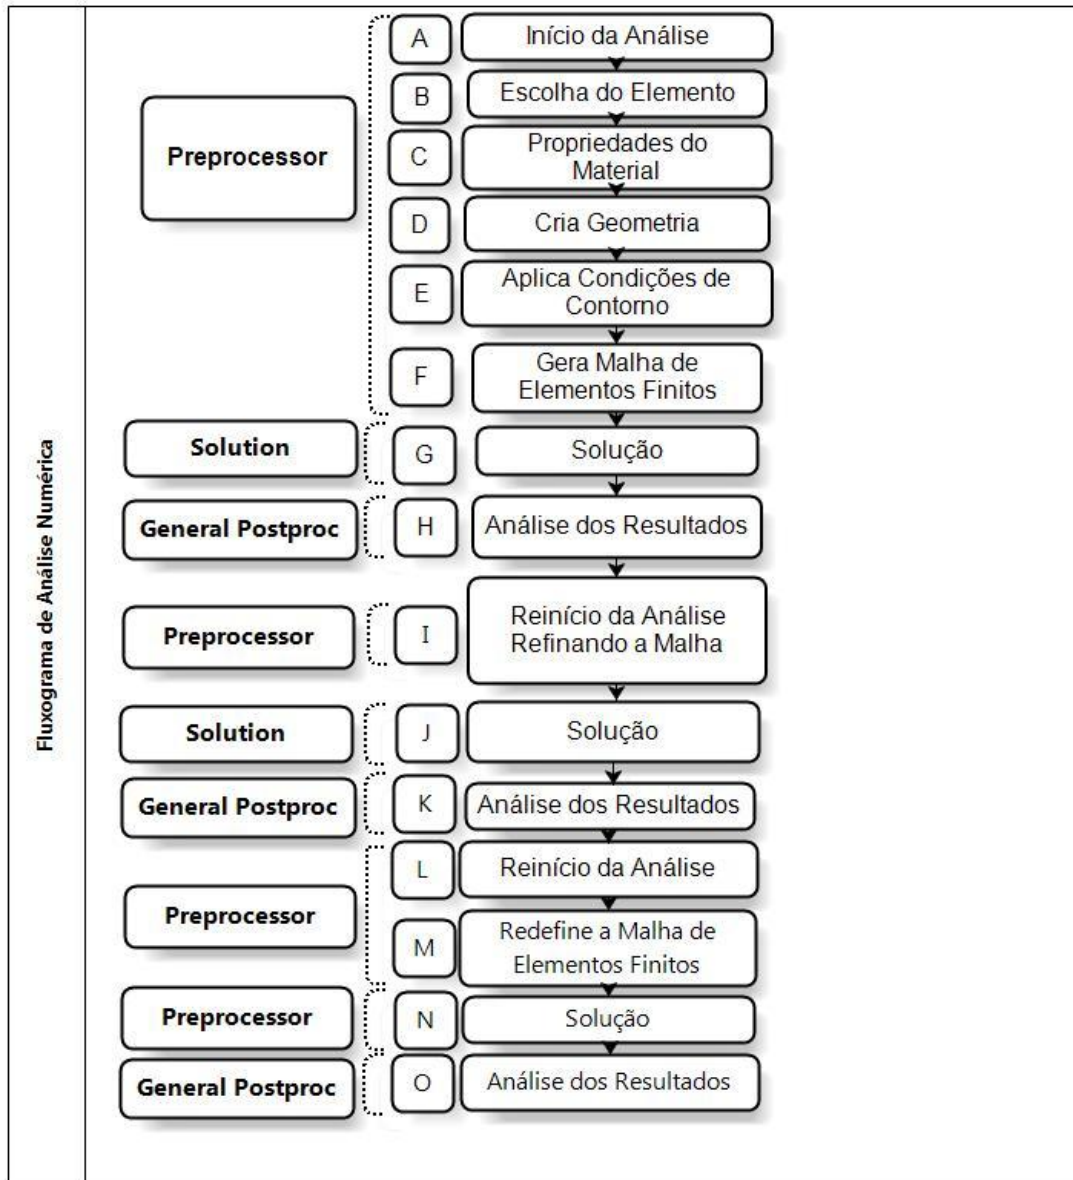 Fluxograma de Análise Numérica
Preprocessor
A
Início da Análise
B
Escolha do Elemento
C
Propriedades do
Material
D
Cria Geometria
E
Aplica Condições de
Contorno
F
Gera Malha de
Elementos Finitos
Solution
G
Solução
General Postproc
H
Análise dos Resultados
Preprocessor
I
Reinício da Análise
Refinando a Malha
Solution
J
Solução
General Postproc
K
Análise dos Resultados
Preprocessor
L
Reinício da Análise
M
Redefine a Malha de
Elementos Finitos
Preprocessor
N
Solução
General Postproc
O
Análise dos Resultados